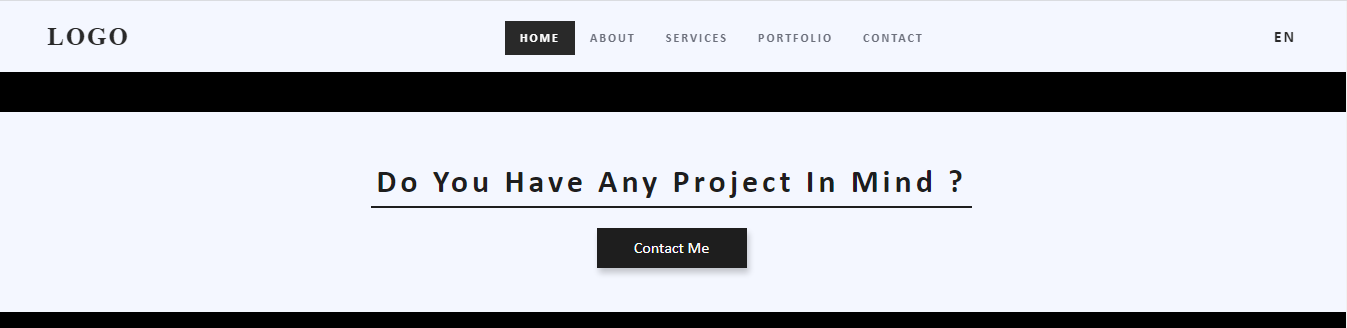 LOGO HOME ABOUT SERVICES PORTFOLIO CONTACT EN
Do You Have Any Project In Mind ?
Contact Me